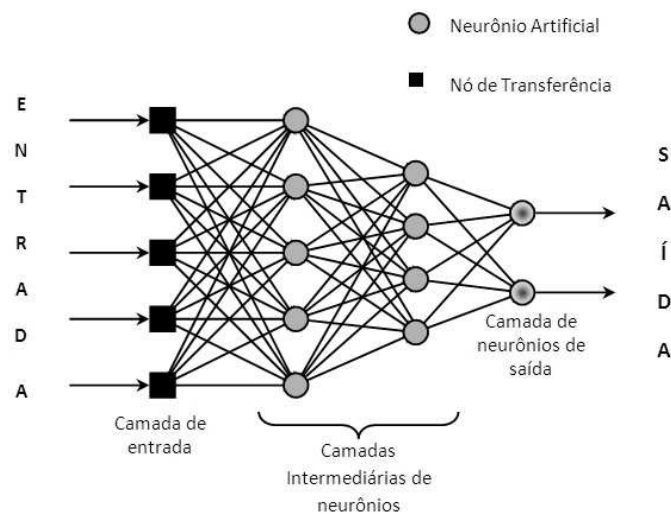 Neurônio Artificial
Nó de Transferência
E
N
T
R
A
D
A
S
A
Í
D
A
Camada de
entrada
Camadas
Intermediárias de
neurônios
Camada de
neurônios de
saída